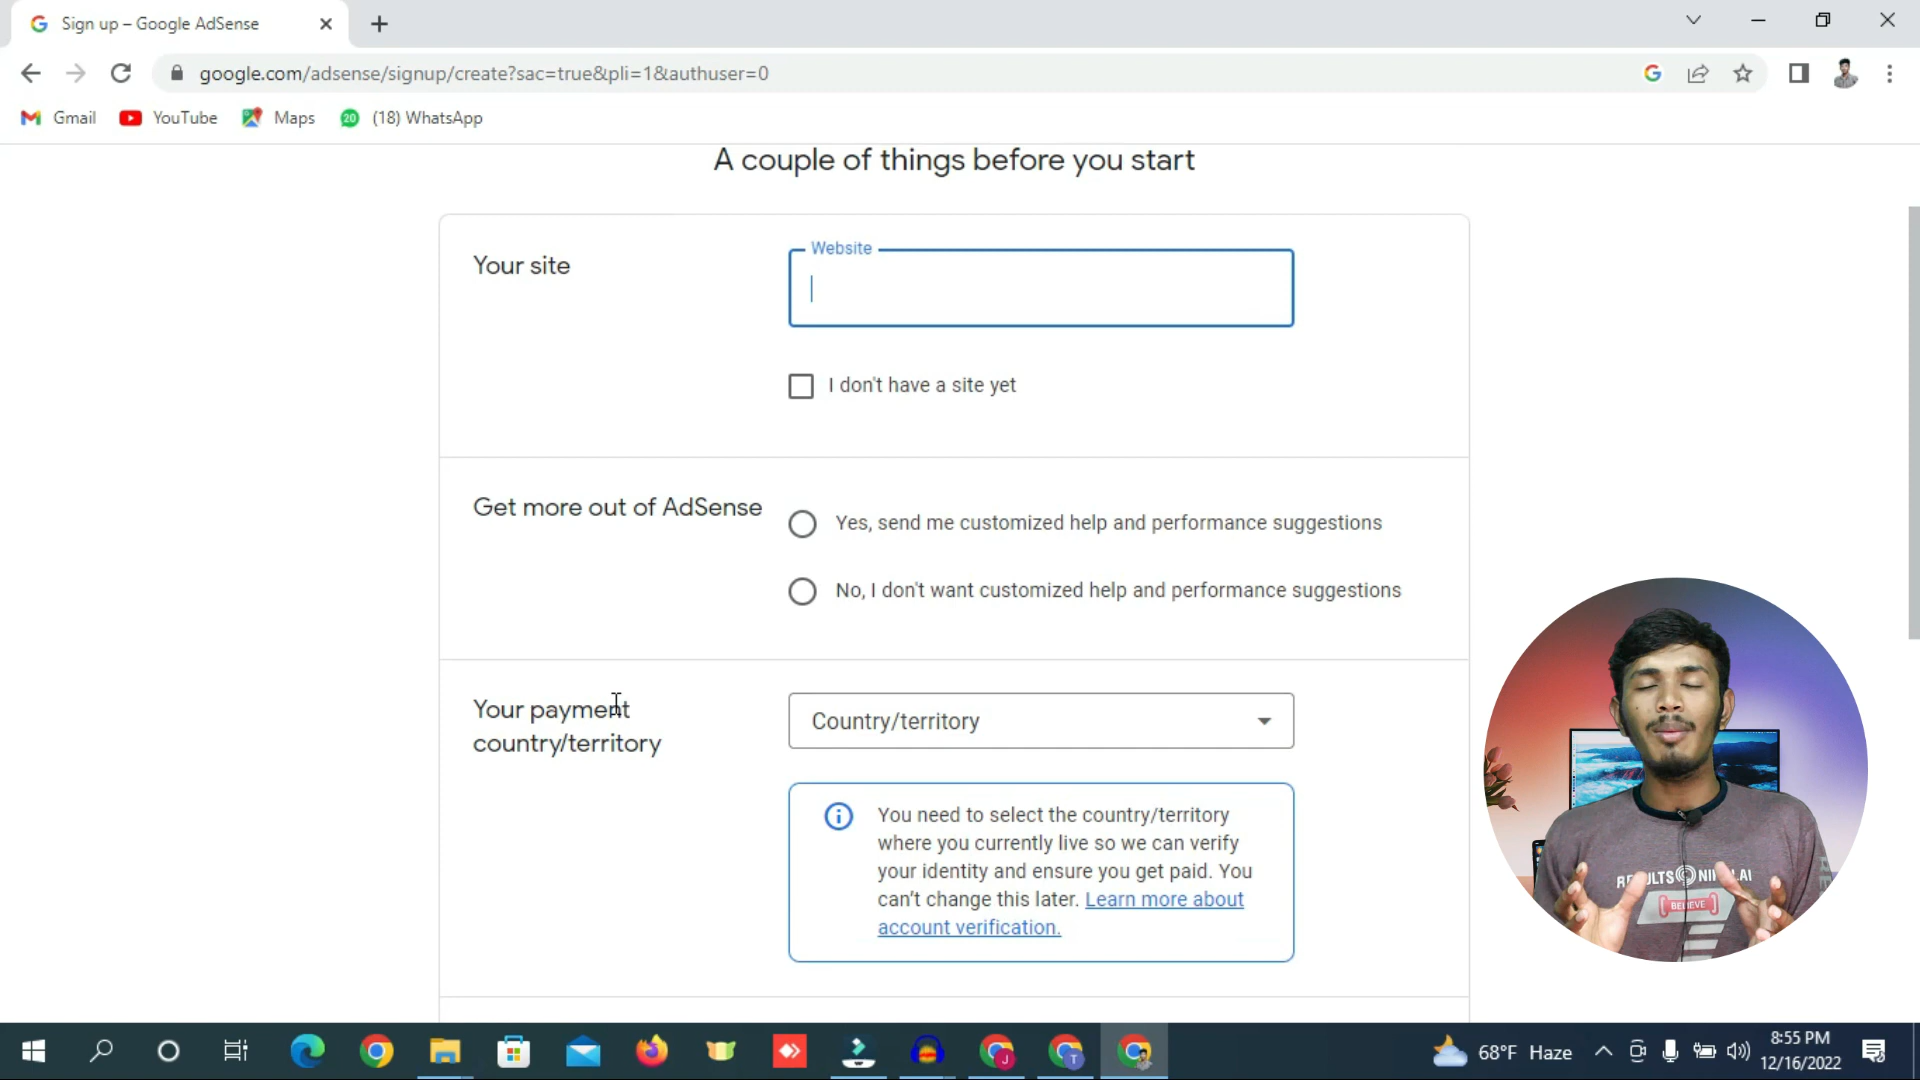 Sign up – Google AdSense
google.com/adsense/signup/create?sac=true&pli=1&authuser=0
Gmail
YouTube
Maps
20
(18) WhatsApp
A couple of things before you start
Your site
Website
I don't have a site yet
Get more out of AdSense
Yes, send me customized help and performance suggestions
No, I don't want customized help and performance suggestions
Your payment
country/territory
Country/territory
You need to select the country/territory
where you currently live so we can verify
your identity and ensure you get paid. You
can't change this later. Learn more about
account verification.
BELIEVE
J
T
68°F Haze
8:55 PM
12/16/2022